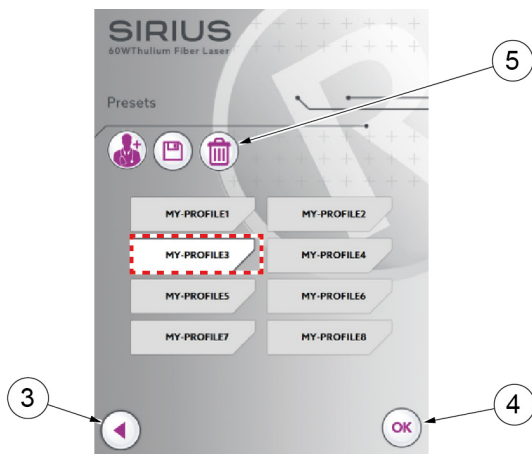 SIRIUS
60WThulium Fiber Laser
5
Presets
MY-PROFILE1 MY-PROFILE2
MY-PROFILE3 MY-PROFILE4
MY-PROFILE5 MY-PROFILE6
MY-PROFILE7 MY-PROFILE8
3
OK
4